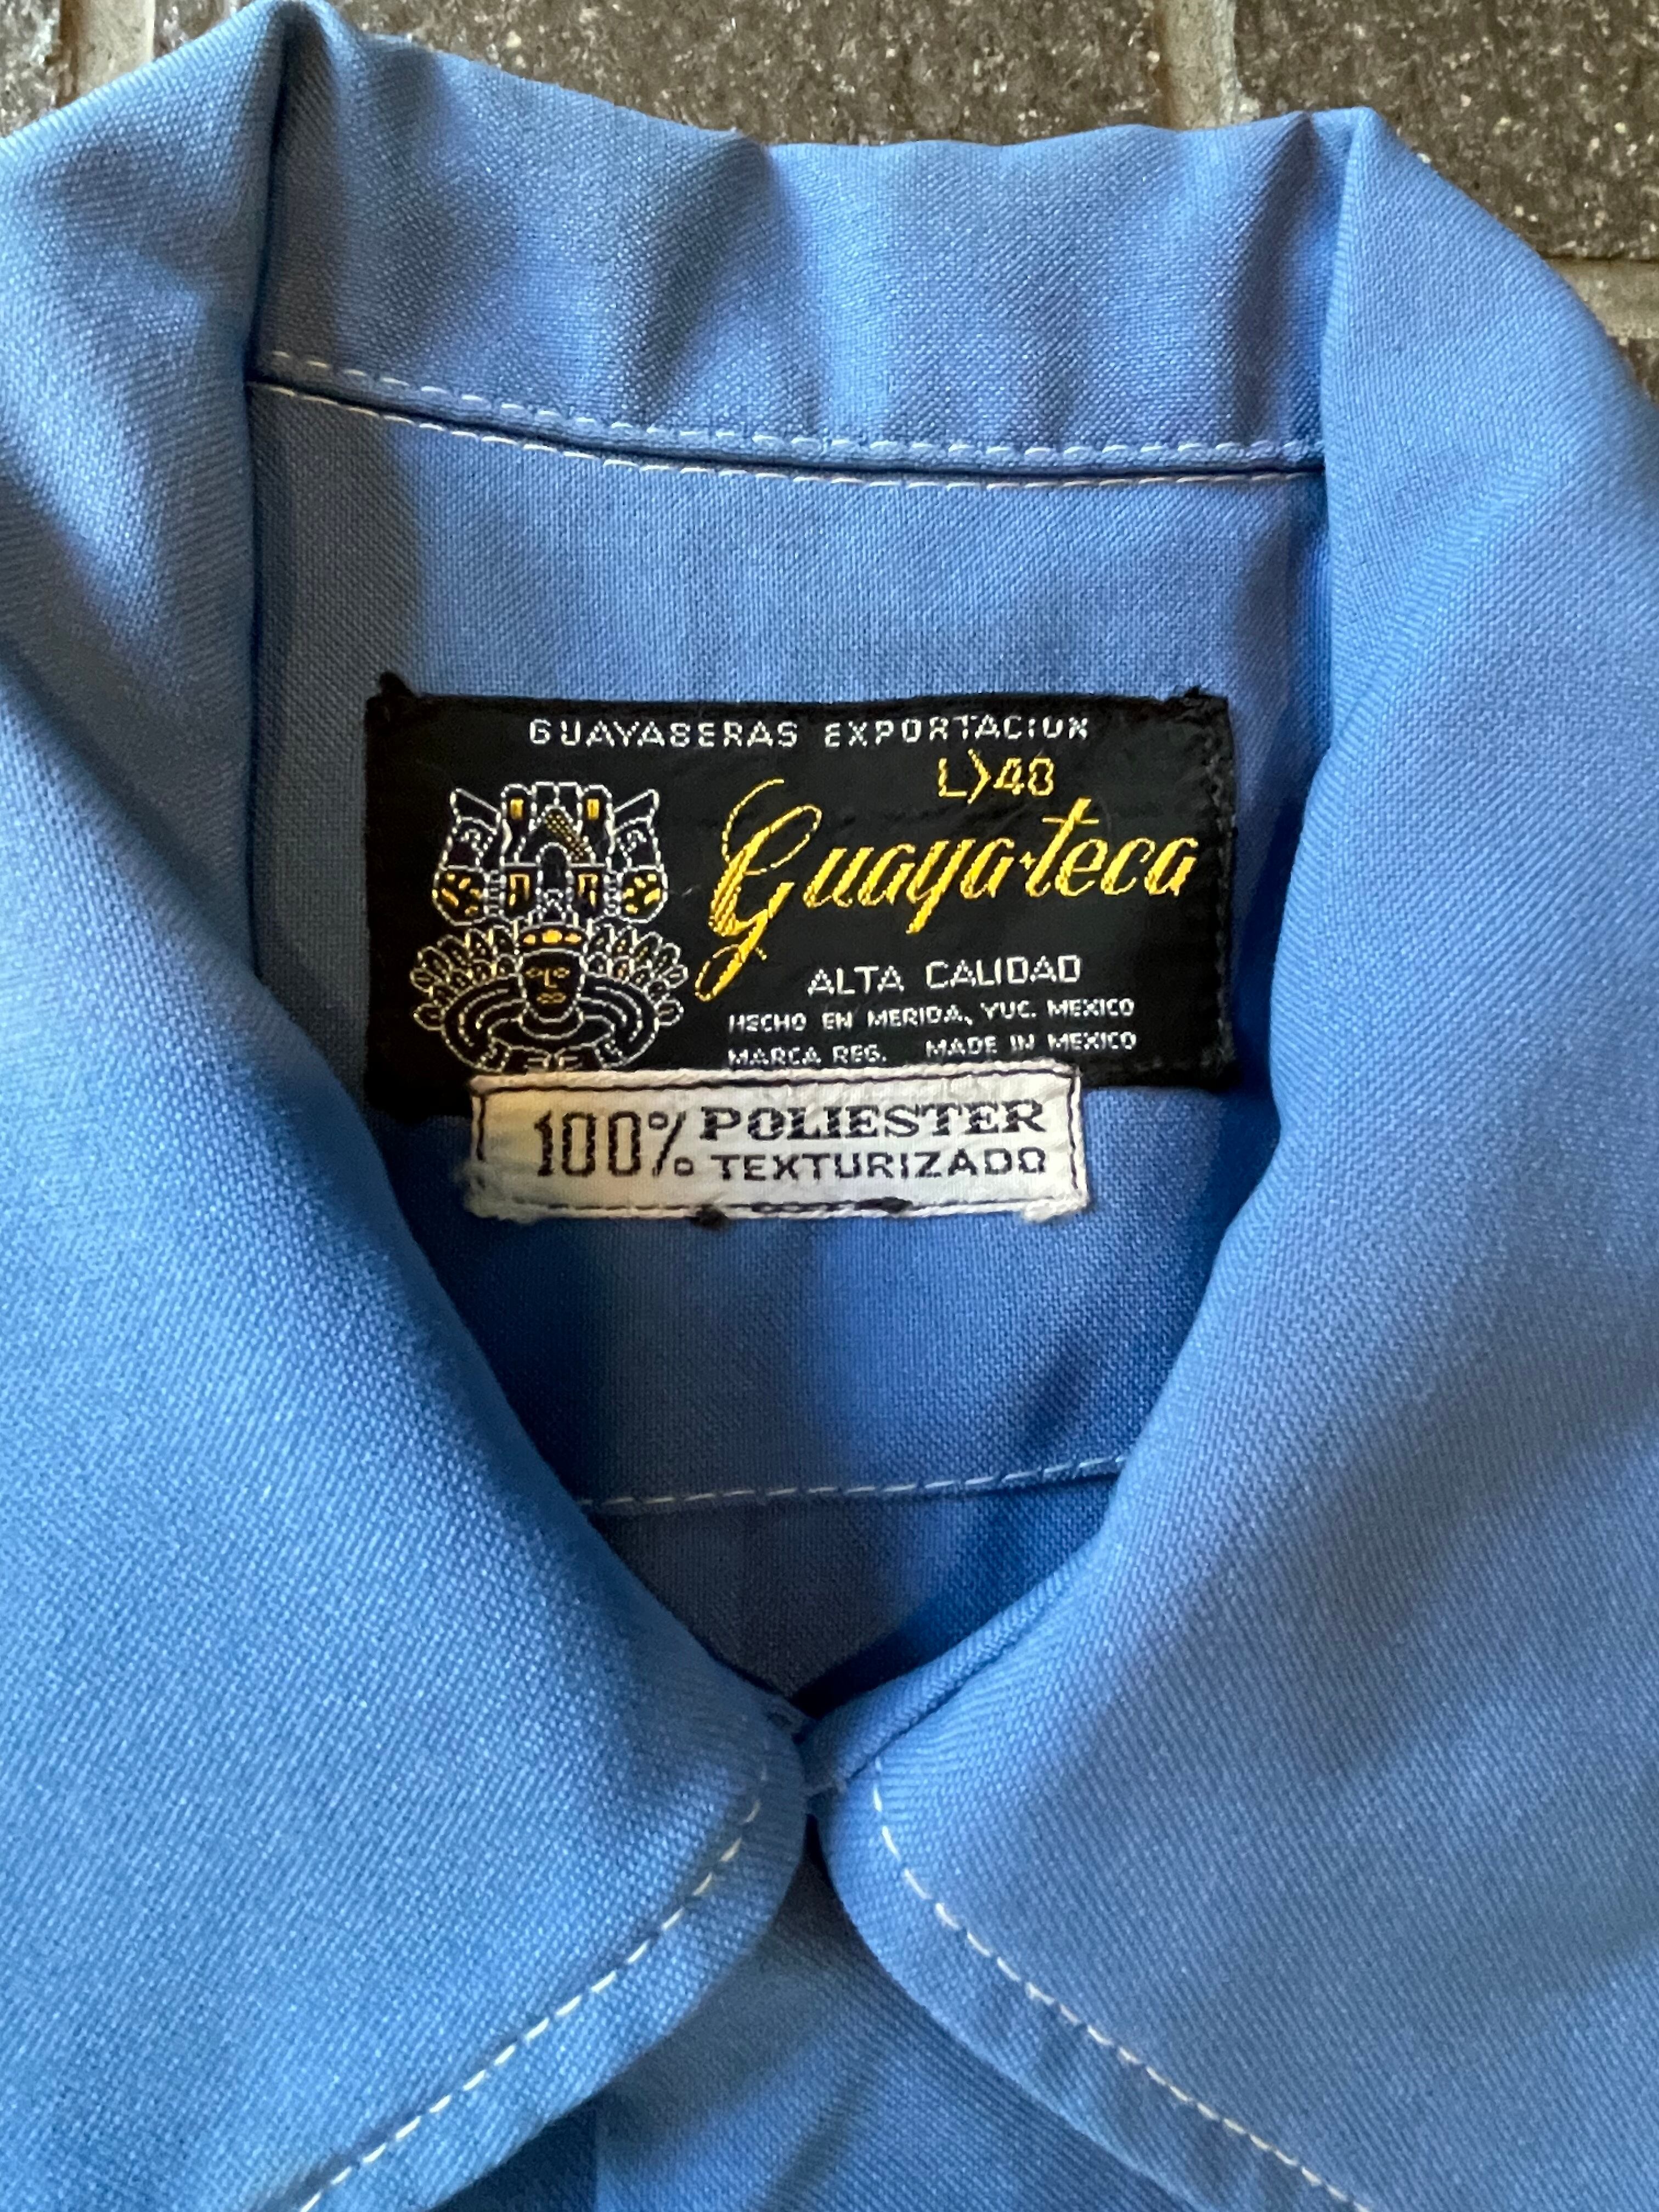 GUAYABERAS EXPORTACION
L>48
Guaya-teca
ALTA CALIDAD
HECHO EN MERIDA, YUC. MEXICO
MARCA REG. MADE IN MEXICO
100% POLIESTER
TEXTURIZADO